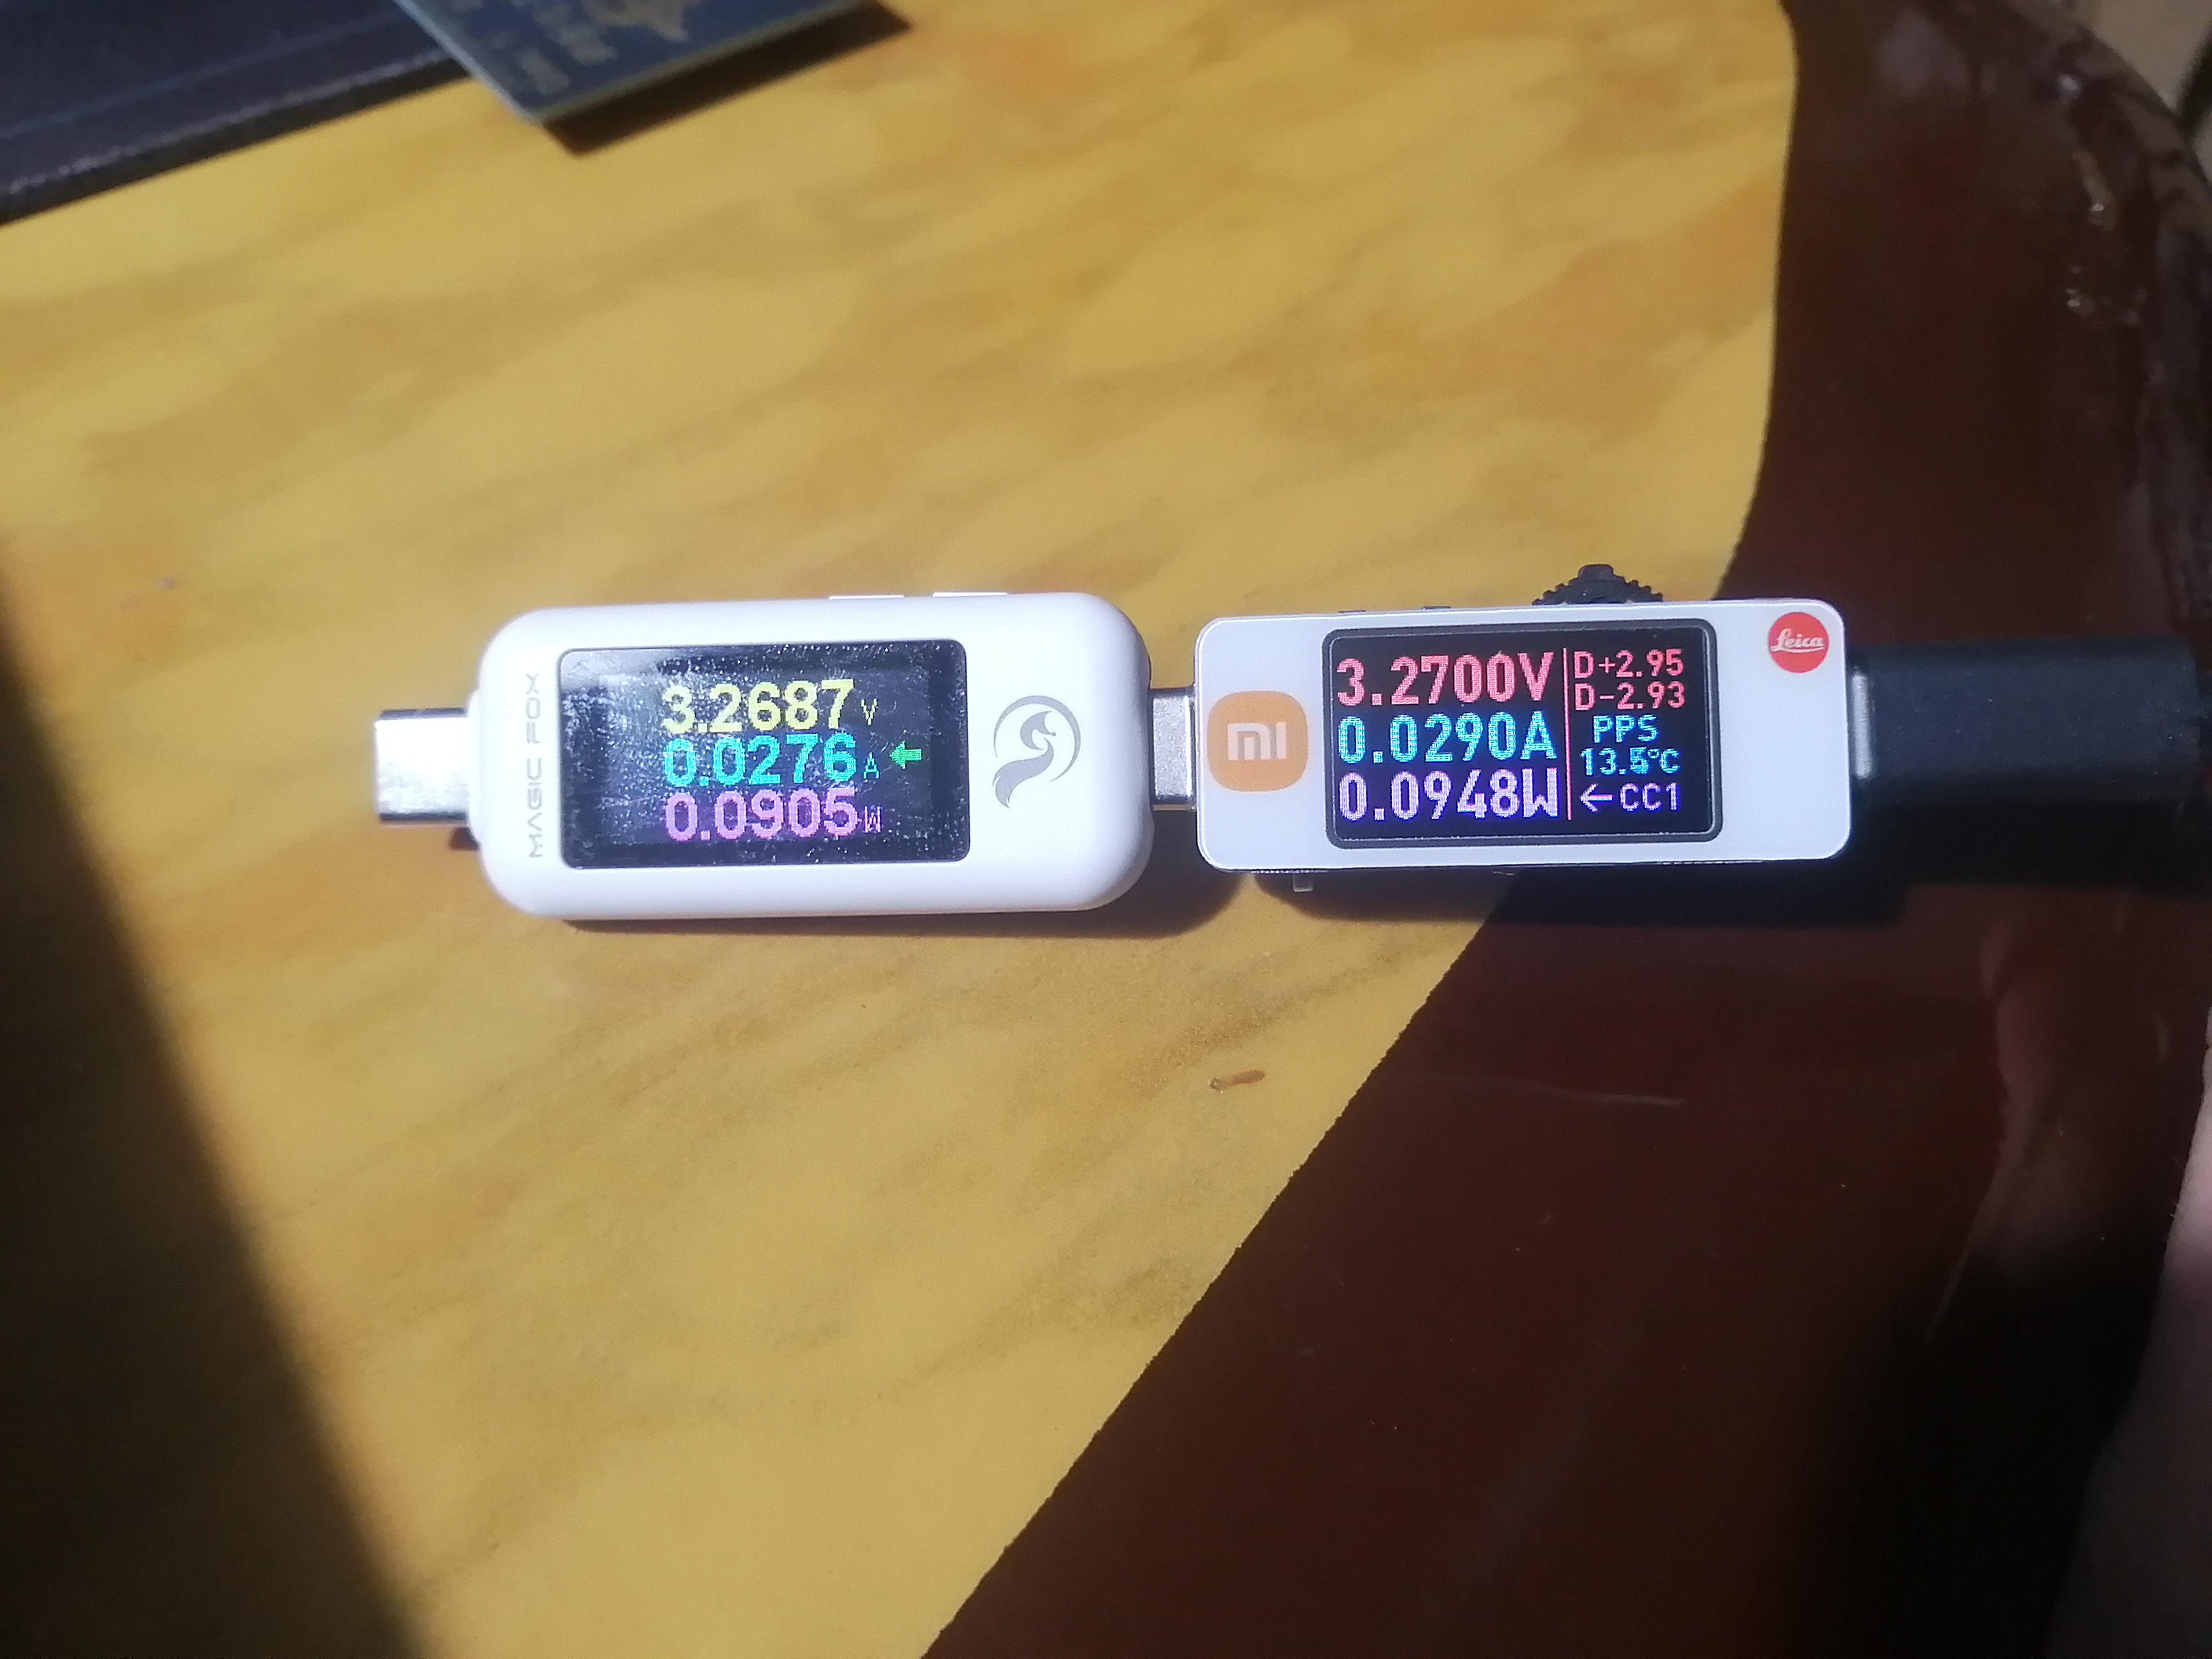 MAGIC FOX
3.2687V
0.0276A
0.0905W
mi
3.2700V
0.0290A
0.0948W
D+2.95
D-2.93
PPS
13.5℃
←CC1
Leica